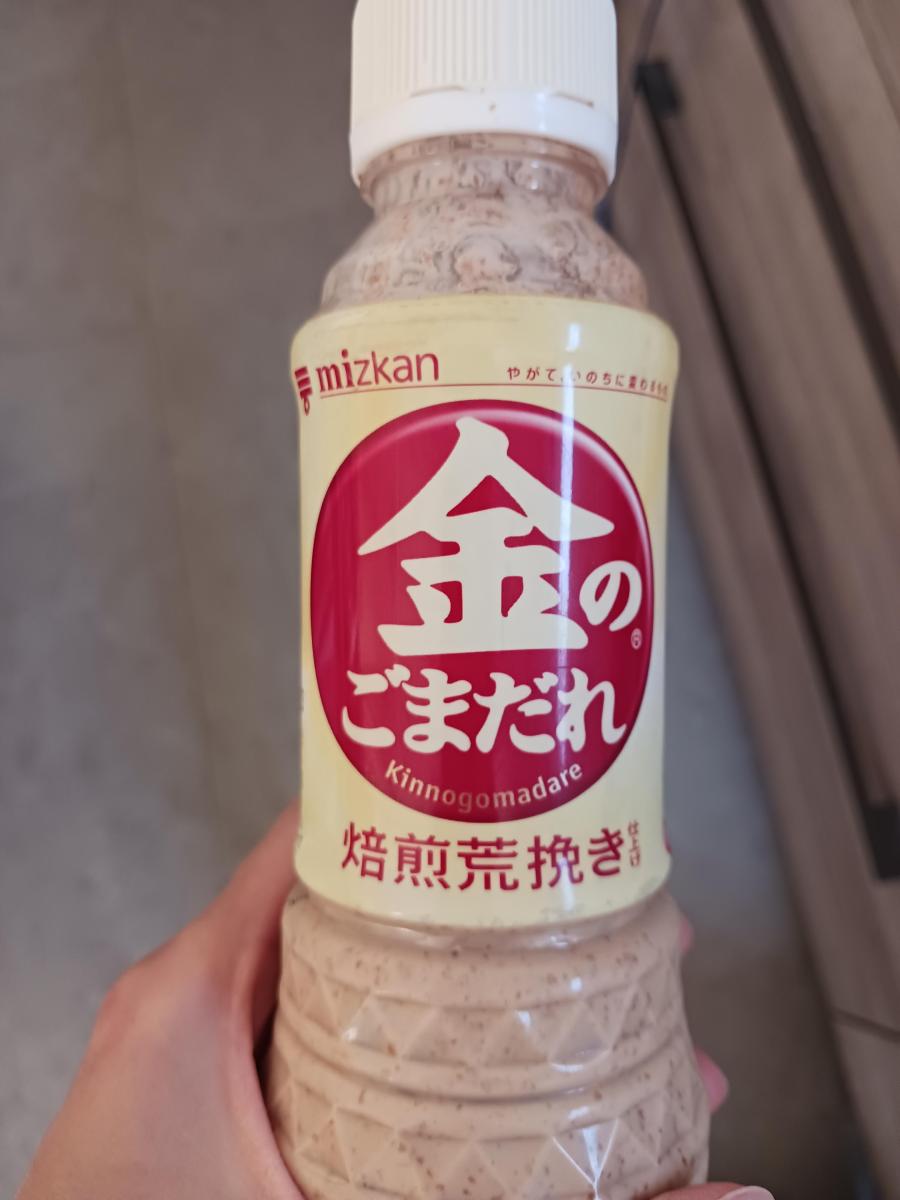 mizkan
やがて、いのちに変わるもの。
金の
®
ごまだれ
Kinnogomadare
焙煎荒挽き仕上げ